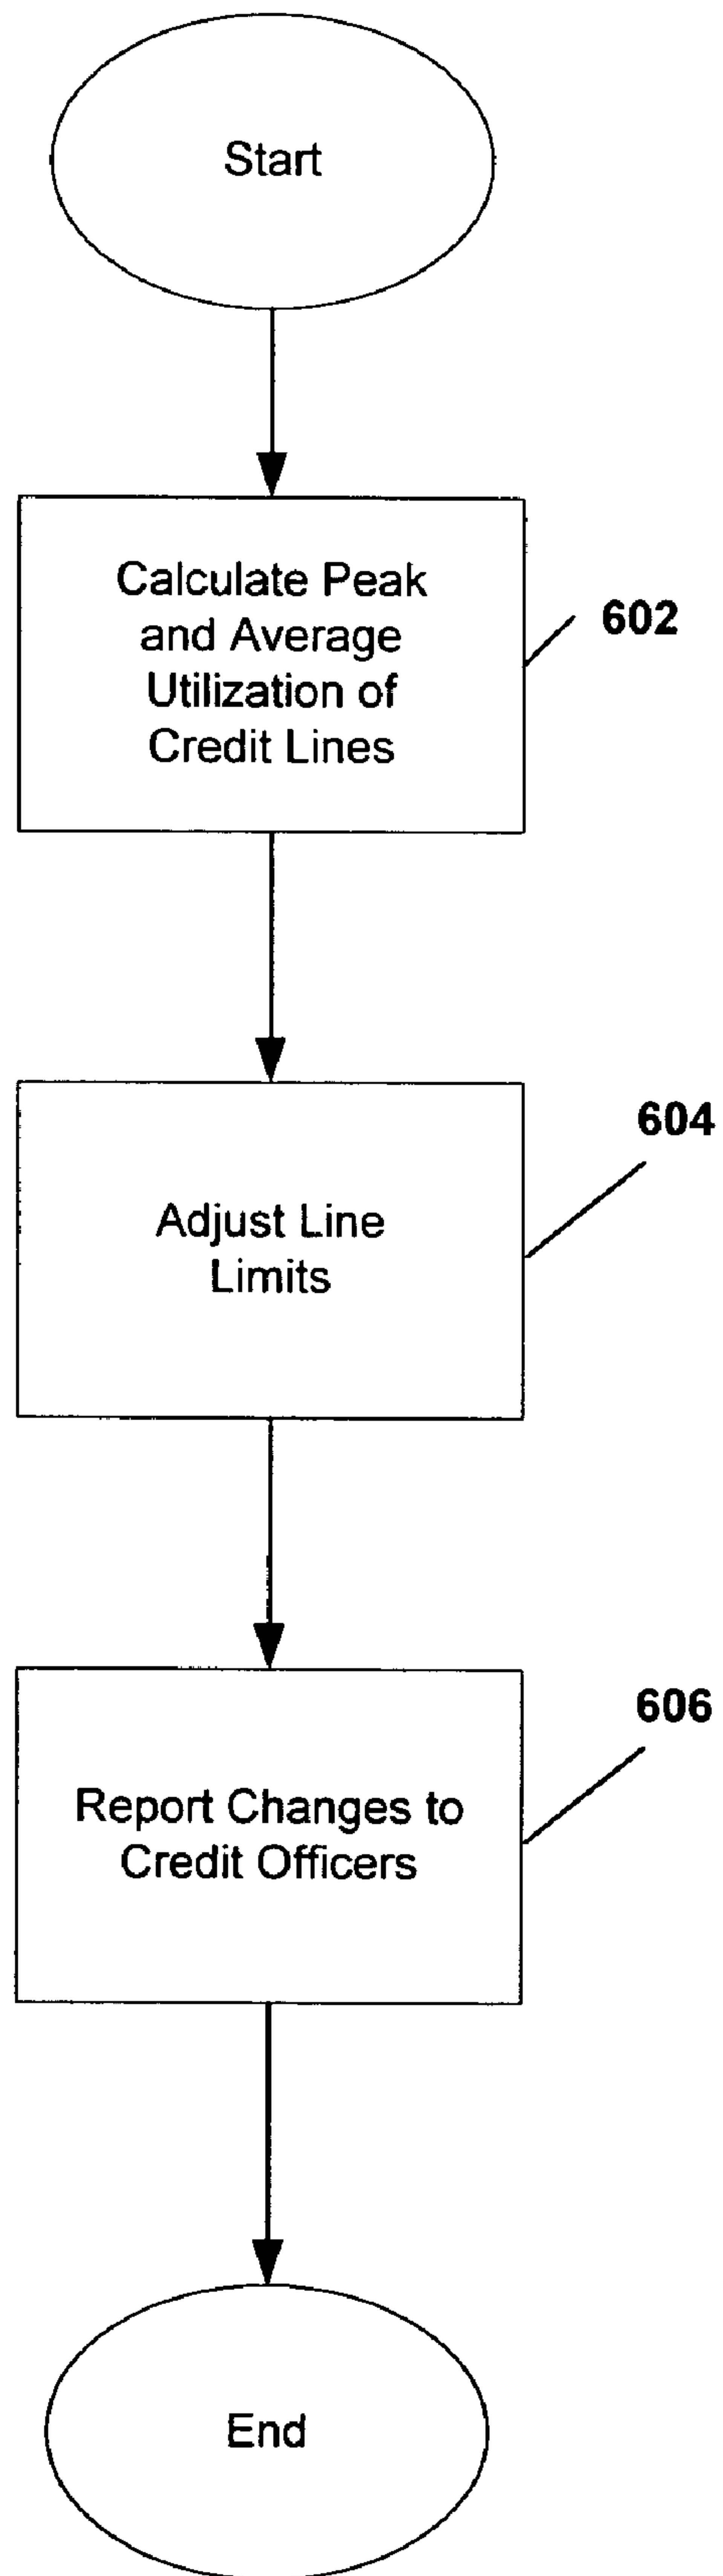 Start
Calculate Peak
and Average
Utilization of
Credit Lines
602
Adjust Line
Limits
604
Report Changes to
Credit Officers
606
End